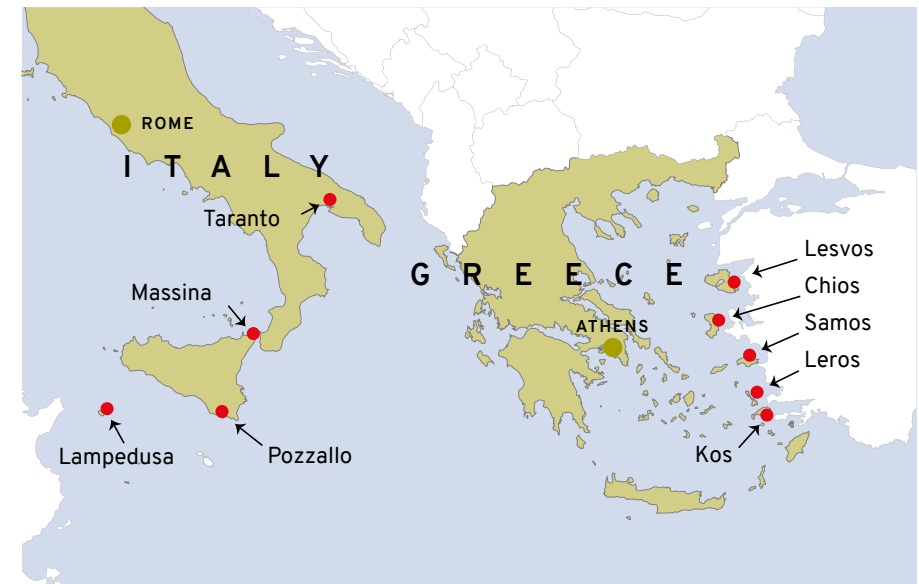 ROME
ITALY
Taranto
Massina
Lampedusa
Pozzallo
GREECE
ATHENS
Lesvos
Chios
Samos
Leros
Kos